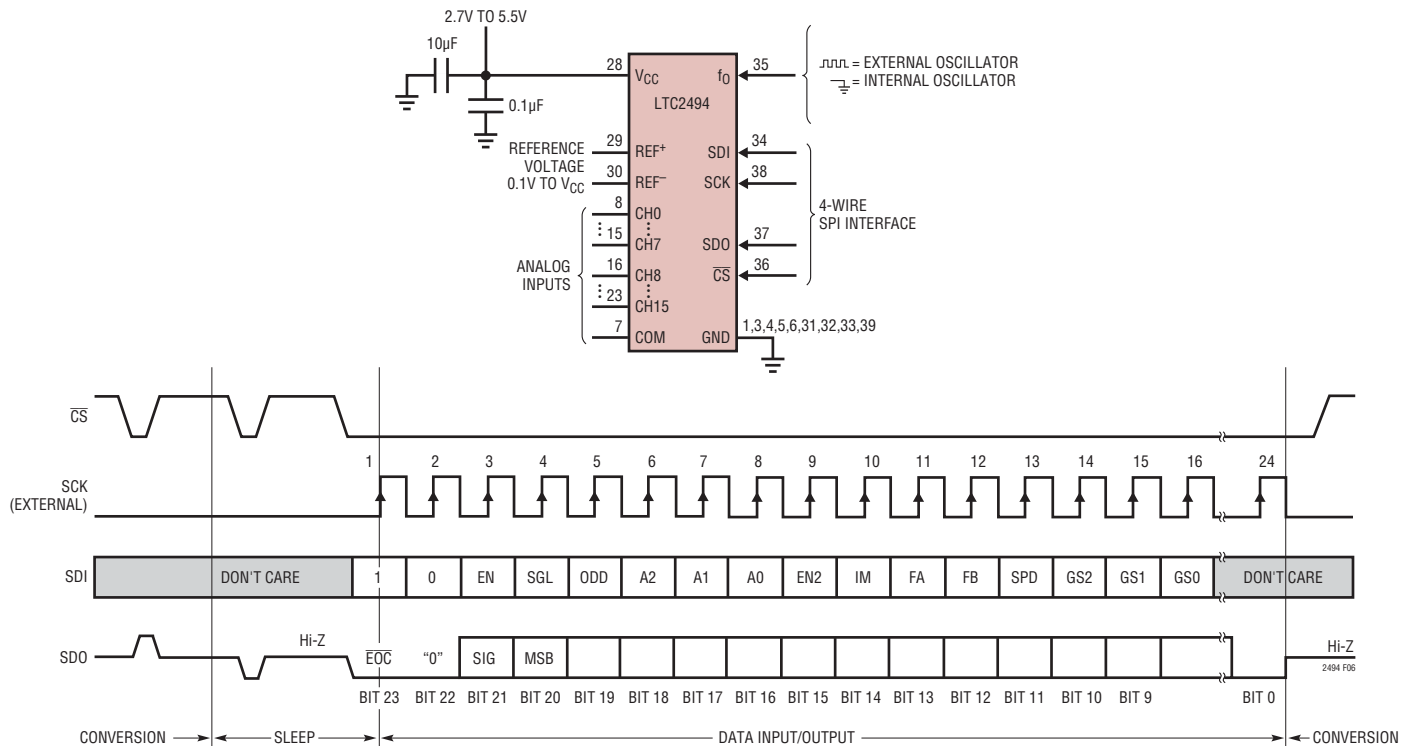 2.7V TO 5.5V
10µF
0.1µF
28
VCC
LTC2494
fO
35
= EXTERNAL OSCILLATOR
= INTERNAL OSCILLATOR
REFERENCE
VOLTAGE
0.1V TO VCC
29
REF+
30
REF–
SDI
34
SCK
38
4-WIRE
SPI INTERFACE
ANALOG
INPUTS
8
CH0
15
CH7
16
CH8
23
CH15
7
COM
SDO
37
CS
36
GND
1,3,4,5,6,31,32,33,39
CS
SCK
(EXTERNAL)
1 2 3 4 5 6 7 8 9 10 11 12 13 14 15 16 24
SDI
DON'T CARE 1 0 EN SGL ODD A2 A1 A0 EN2 IM FA FB SPD GS2 GS1 GS0 DON'T CARE
SDO
Hi-Z
EOC "0" SIG MSB
Hi-Z
2494 F06
BIT 23 BIT 22 BIT 21 BIT 20 BIT 19 BIT 18 BIT 17 BIT 16 BIT 15 BIT 14 BIT 13 BIT 12 BIT 11 BIT 10 BIT 9 BIT 0
CONVERSION SLEEP DATA INPUT/OUTPUT CONVERSION